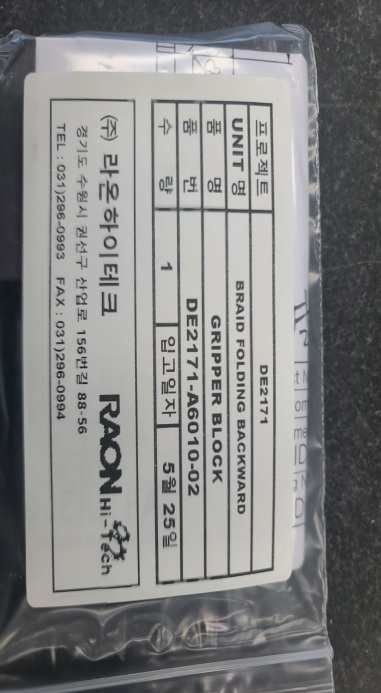 프로젝트 DE2171
UNIT 명 BRAID FOLDING BACKWARD
품 명 GRIPPER BLOCK
품 번 DE2171-A6010-02
수 량 1 입고일자 5월 25일
(주) 라온하이테크 RAON Hi-Tech
경기도 수원시 권선구 산업로 156번길 88-56
TEL : 031)296-0993 FAX : 031)296-0994